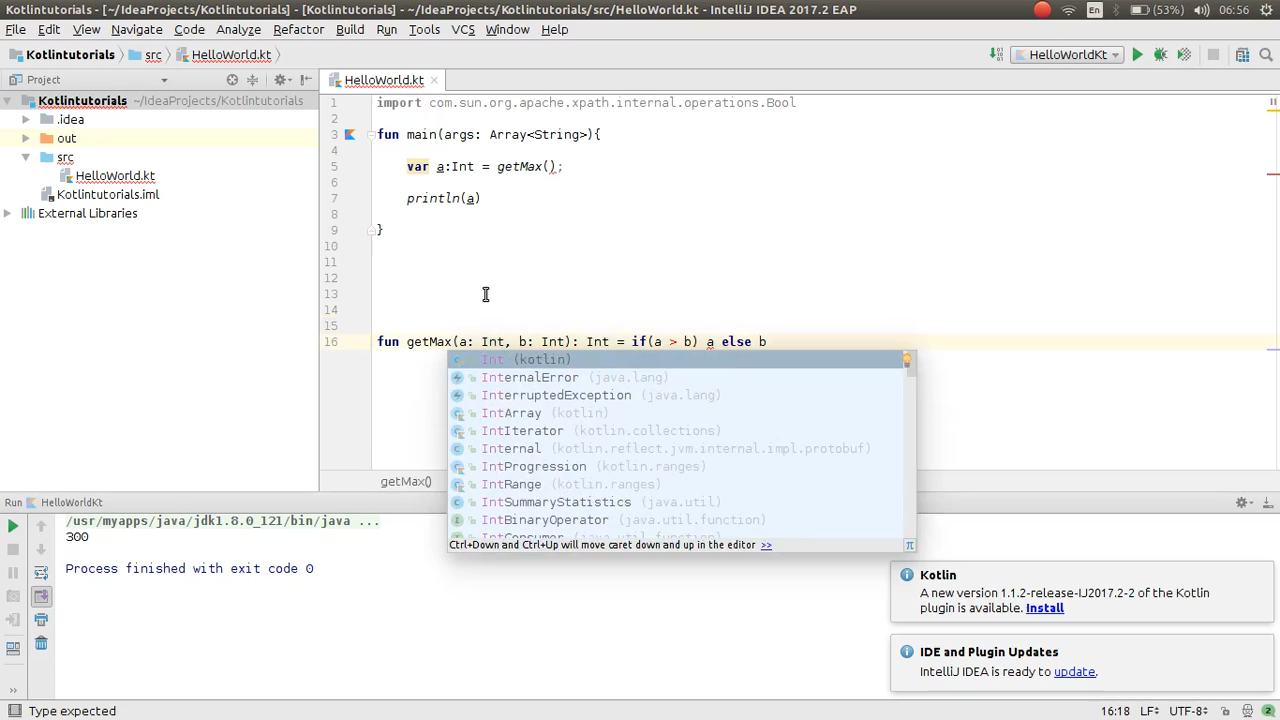 Kotlintutorials - [~/IdeaProjects/Kotlintutorials] - [Kotlintutorials] - ~/IdeaProjects/Kotlintutorials/src/HelloWorld.kt - IntelliJ IDEA 2017.2 EAP
En (53%) 06:56
File Edit View Navigate Code Analyze Refactor Build Run Tools VCS Window Help
Kotlintutorials src HelloWorld.kt HelloWorldKt
Project
HelloWorld.kt
Kotlintutorials ~/IdeaProjects/Kotlintutorials
.idea
out
src
HelloWorld.kt
Kotlintutorials.iml
External Libraries
1 import com.sun.org.apache.xpath.internal.operations.Bool
2
3 fun main(args: Array<String>){
4
5 var a:Int = getMax();
6
7 println(a)
8
9 }
10
11
12
13
14
15
16 fun getMax(a: Int, b: Int): Int = if(a > b) a else b
Int (kotlin)
InternalError (java.lang)
InterruptedException (java.lang)
IntArray (kotlin)
IntIterator (kotlin.collections)
Internal (kotlin.reflect.jvm.internal.impl.protobuf)
IntProgression (kotlin.ranges)
IntRange (kotlin.ranges)
IntSummaryStatistics (java.util)
IntBinaryOperator (java.util.function)
IntConsumer (java.util.function)
Ctrl+Down and Ctrl+Up will move caret down and up in the editor >> π
getMax()
Run HelloWorldKt
/usr/myapps/java/jdk1.8.0_121/bin/java ...
300
Process finished with exit code 0
Kotlin
A new version 1.1.2-release-IJ2017.2-2 of the Kotlin
plugin is available. Install
IDE and Plugin Updates
IntelliJ IDEA is ready to update.
>>
Type expected 16:18 LF÷ UTF-8÷ 2